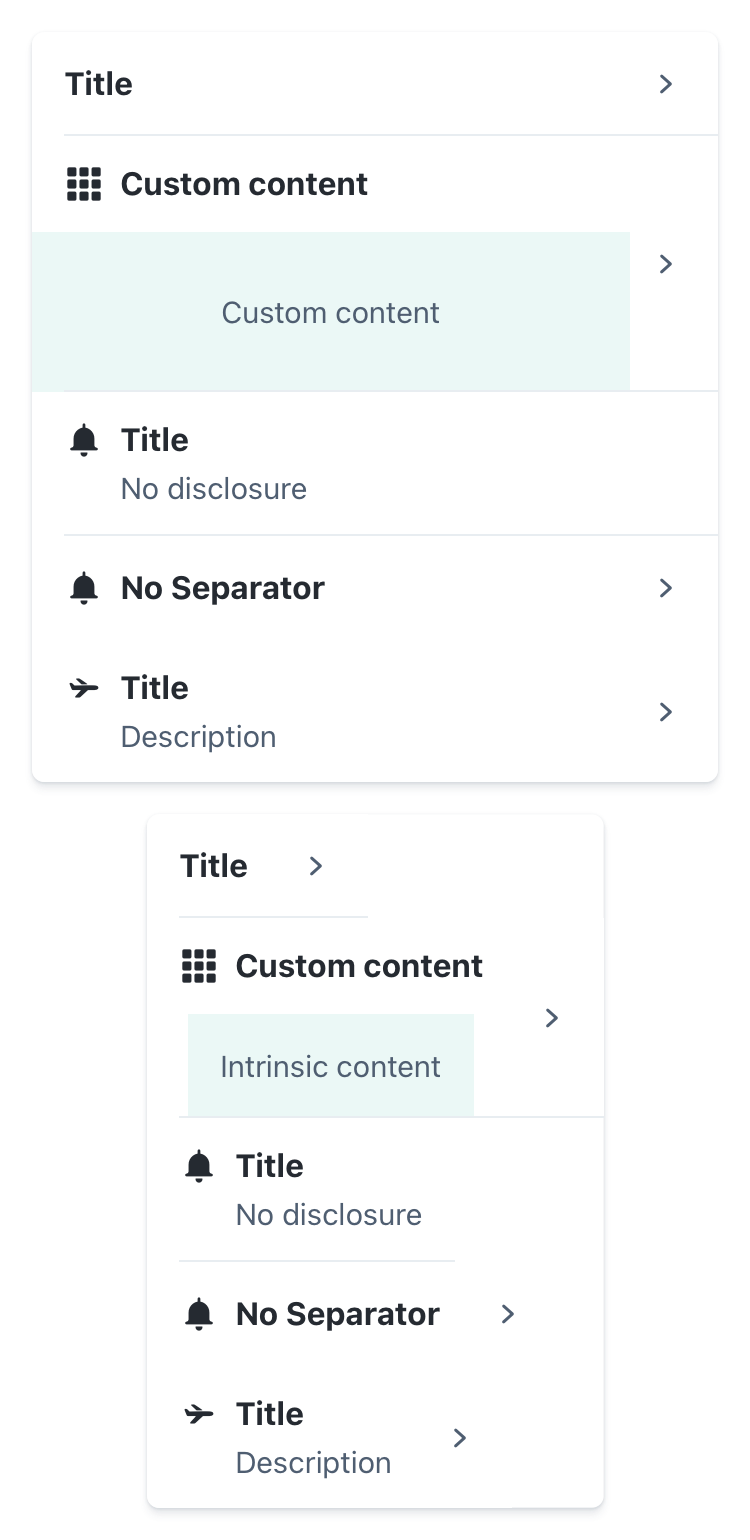 Title
Custom content
Custom content
Title
No disclosure
No Separator
Title
Description
Title
Custom content
Intrinsic content
Title
No disclosure
No Separator
Title
Description